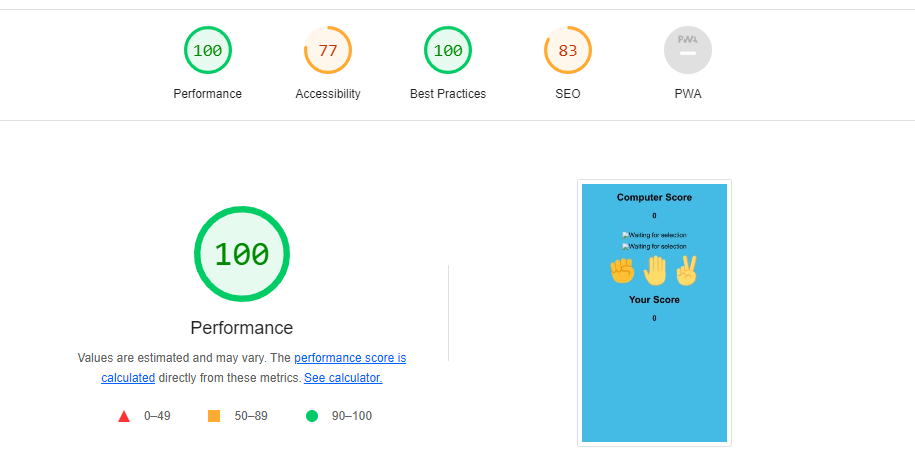 100 77 100 83 PWA
Performance Accessibility Best Practices SEO PWA
Computer Score
0
Waiting for selection
Waiting for selection
Your Score
0
100
Performance
Values are estimated and may vary. The performance score is
calculated directly from these metrics. See calculator.
0–49 50–89 90–100